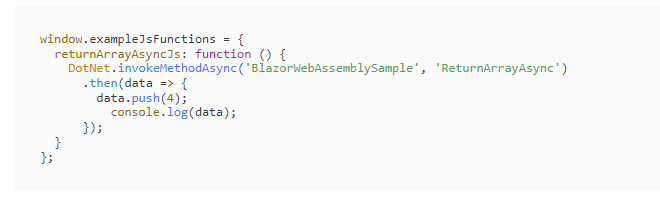 window.exampleJsFunctions = {
  returnArrayAsyncJs: function () {
    DotNet.invokeMethodAsync('BlazorWebAssemblySample', 'ReturnArrayAsync')
      .then(data => {
        data.push(4);
          console.log(data);
      });
  }
};